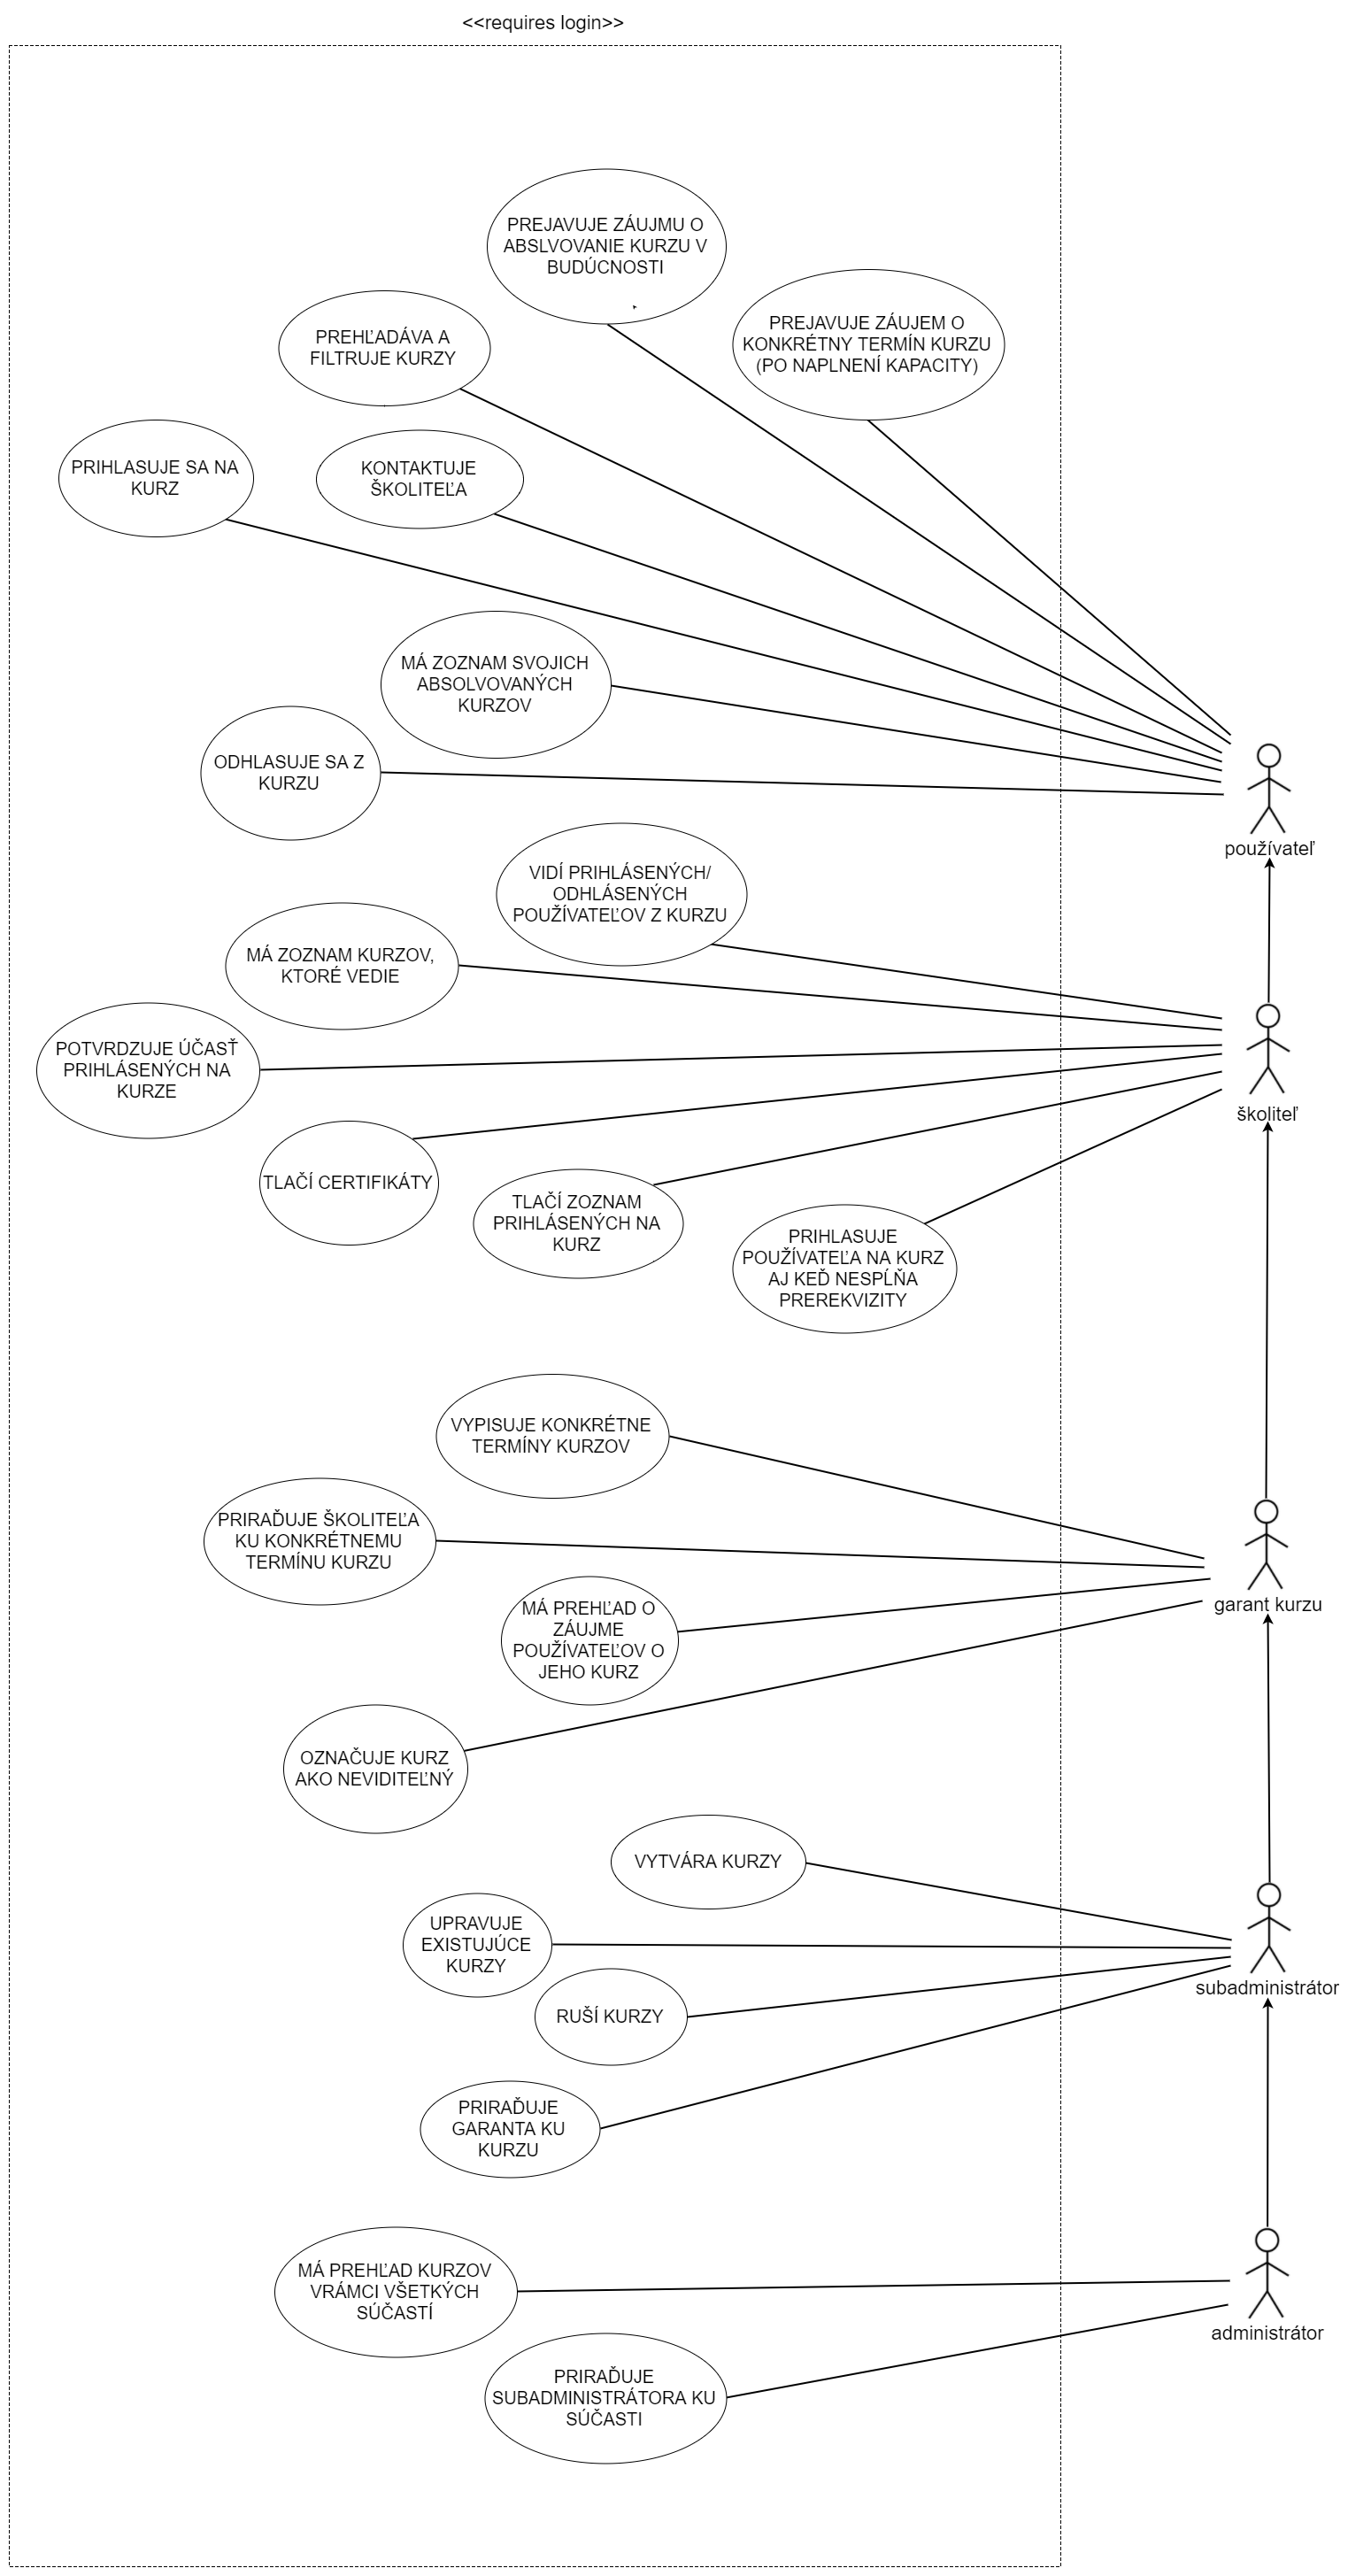 <<requires login>>
PREJAVUJE ZÁUJMU O
ABSLVOVANIE KURZU V
BUDÚCNOSTI
PREJAVUJE ZÁUJEM O
KONKRÉTNY TERMÍN KURZU
(PO NAPLNENÍ KAPACITY)
PREHĽADÁVA A
FILTRUJE KURZY
PRIHLASUJE SA NA
KURZ
KONTAKTUJE
ŠKOLITEĽA
MÁ ZOZNAM SVOJICH
ABSOLVOVANÝCH
KURZOV
ODHLASUJE SA Z
KURZU
používateľ
VIDÍ PRIHLÁSENÝCH/
ODHLÁSENÝCH
POUŽÍVATEĽOV Z KURZU
MÁ ZOZNAM KURZOV,
KTORÉ VEDIE
POTVRDZUJE ÚČASŤ
PRIHLÁSENÝCH NA
KURZE
školiteľ
TLAČÍ CERTIFIKÁTY
TLAČÍ ZOZNAM
PRIHLÁSENÝCH NA
KURZ
PRIHLASUJE
POUŽÍVATEĽA NA KURZ
AJ KEĎ NESPĹŇA
PREREKVIZITY
VYPISUJE KONKRÉTNE
TERMÍNY KURZOV
PRIRAĎUJE ŠKOLITEĽA
KU KONKRÉTNEMU
TERMÍNU KURZU
garant kurzu
MÁ PREHĽAD O
ZÁUJME
POUŽÍVATEĽOV O
JEHO KURZ
OZNAČUJE KURZ
AKO NEVIDITEĽNÝ
VYTVÁRA KURZY
UPRAVUJE
EXISTUJÚCE
KURZY
subadministrátor
RUŠÍ KURZY
PRIRAĎUJE
GARANTA KU
KURZU
MÁ PREHĽAD KURZOV
VRÁMCI VŠETKÝCH
SÚČASTÍ
administrátor
PRIRAĎUJE
SUBADMINISTRÁTORA KU
SÚČASTI